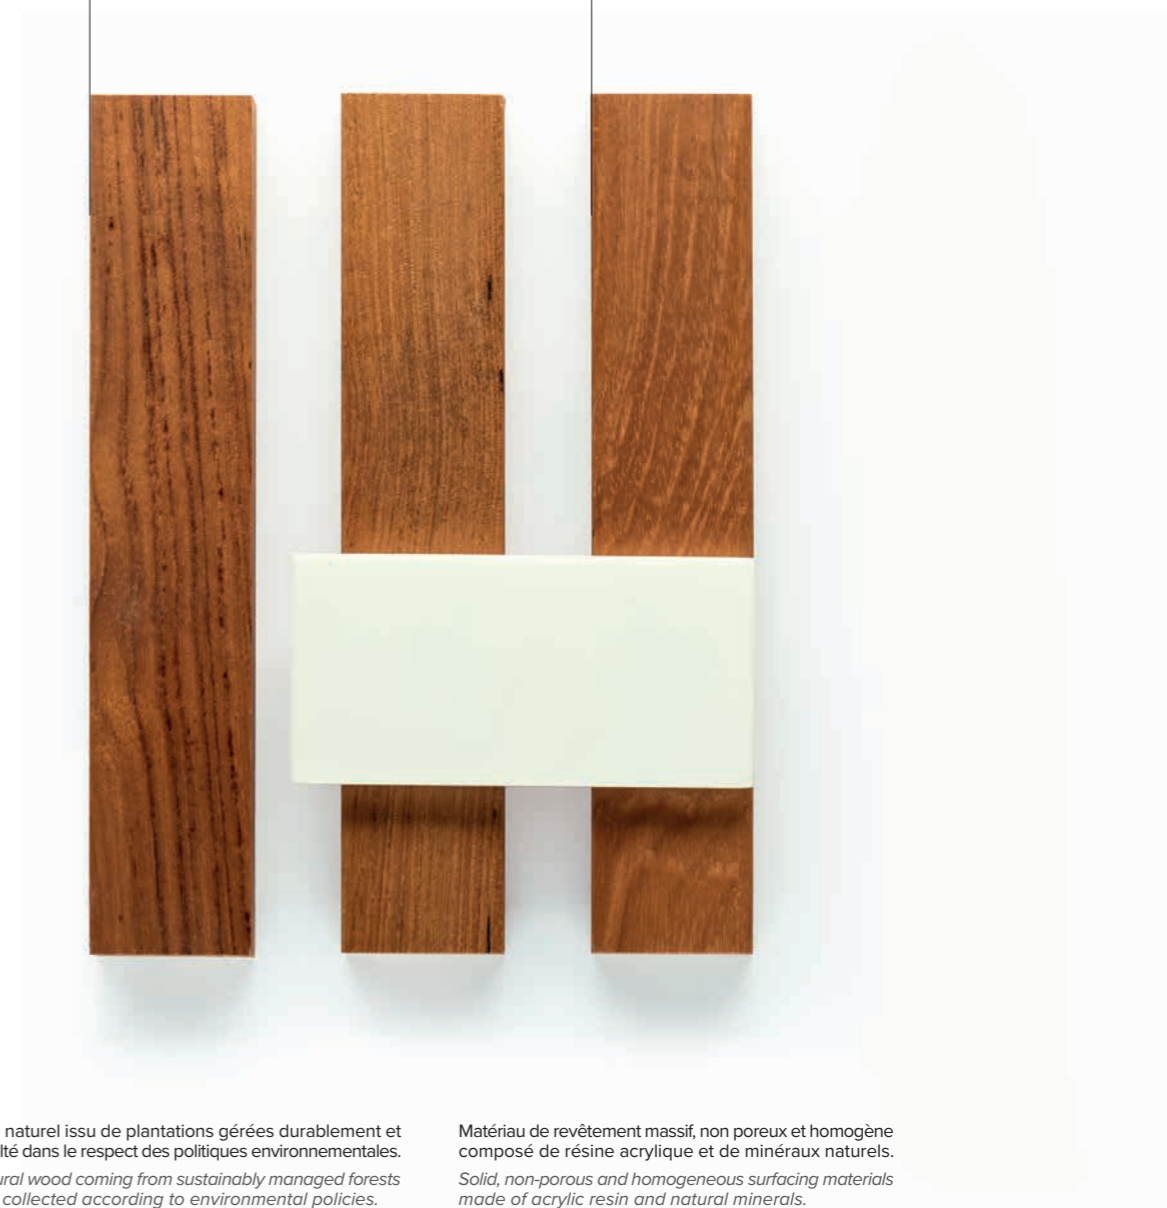 naturel issu de plantations gérées durablement et
dans le respect des politiques environnementales.
wood coming from sustainably managed forests
collected according to environmental policies.
Matériau de revêtement massif, non poreux et homogène
composé de résine acrylique et de minéraux naturels.
Solid, non-porous and homogeneous surfacing materials
made of acrylic resin and natural minerals.